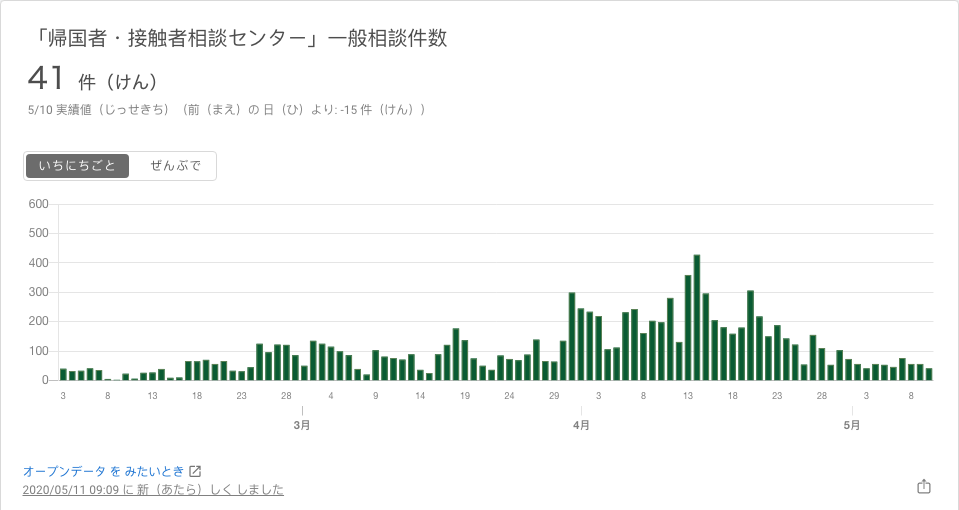 「帰国者・接触者相談センター」一般相談件数
41 件（けん）
5/10 実績値（じっせきち）（前（まえ）の 日（ひ）より: -15 件（けん））
いちにちごと ぜんぶで
600
500
400
300
200
100
0
3 8 13 18 23 28 4 9 14 19 24 29 3 8 13 18 23 28 3 8
3月 4月 5月
オープンデータ を みたいとき
2020/05/11 09:09 に 新（あたら）しく しました